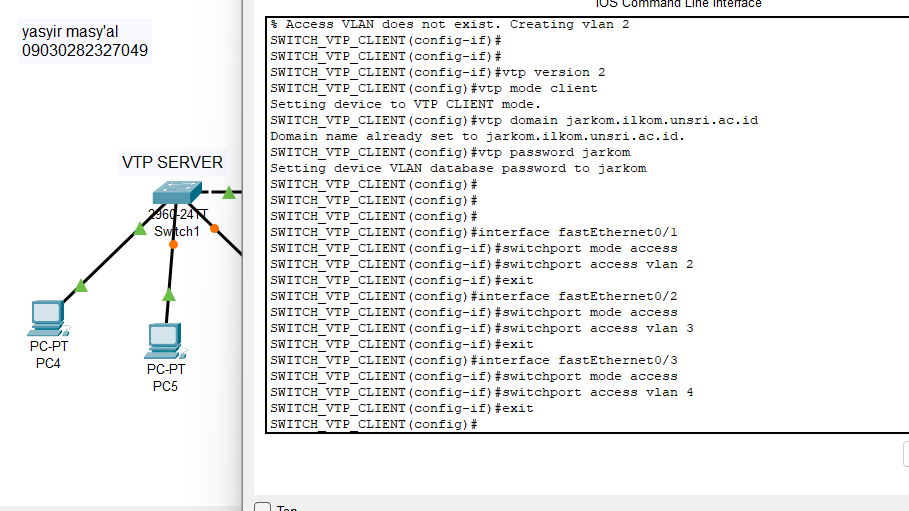 yasyir masy'al
09030282327049
VTP SERVER
2960-24TT
Switch1
PC-PT
PC4
PC-PT
PC5
IOS Command Line Interface
% Access VLAN does not exist. Creating vlan 2
SWITCH_VTP_CLIENT(config-if)#
SWITCH_VTP_CLIENT(config-if)#
SWITCH_VTP_CLIENT(config-if)#vtp version 2
SWITCH_VTP_CLIENT(config)#vtp mode client
Setting device to VTP CLIENT mode.
SWITCH_VTP_CLIENT(config)#vtp domain jarkom.ilkom.unsri.ac.id
Domain name already set to jarkom.ilkom.unsri.ac.id.
SWITCH_VTP_CLIENT(config)#vtp password jarkom
Setting device VLAN database password to jarkom
SWITCH_VTP_CLIENT(config)#
SWITCH_VTP_CLIENT(config)#
SWITCH_VTP_CLIENT(config)#
SWITCH_VTP_CLIENT(config)#interface fastEthernet0/1
SWITCH_VTP_CLIENT(config-if)#switchport mode access
SWITCH_VTP_CLIENT(config-if)#switchport access vlan 2
SWITCH_VTP_CLIENT(config-if)#exit
SWITCH_VTP_CLIENT(config)#interface fastEthernet0/2
SWITCH_VTP_CLIENT(config-if)#switchport mode access
SWITCH_VTP_CLIENT(config-if)#switchport access vlan 3
SWITCH_VTP_CLIENT(config-if)#exit
SWITCH_VTP_CLIENT(config)#interface fastEthernet0/3
SWITCH_VTP_CLIENT(config-if)#switchport mode access
SWITCH_VTP_CLIENT(config-if)#switchport access vlan 4
SWITCH_VTP_CLIENT(config-if)#exit
SWITCH_VTP_CLIENT(config)#
Top